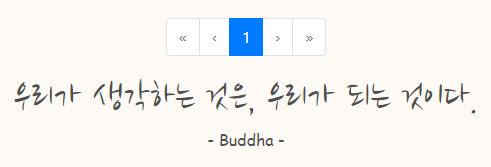 « ‹ 1 › »
우리가 생각하는 것은, 우리가 되는 것이다.
- Buddha -